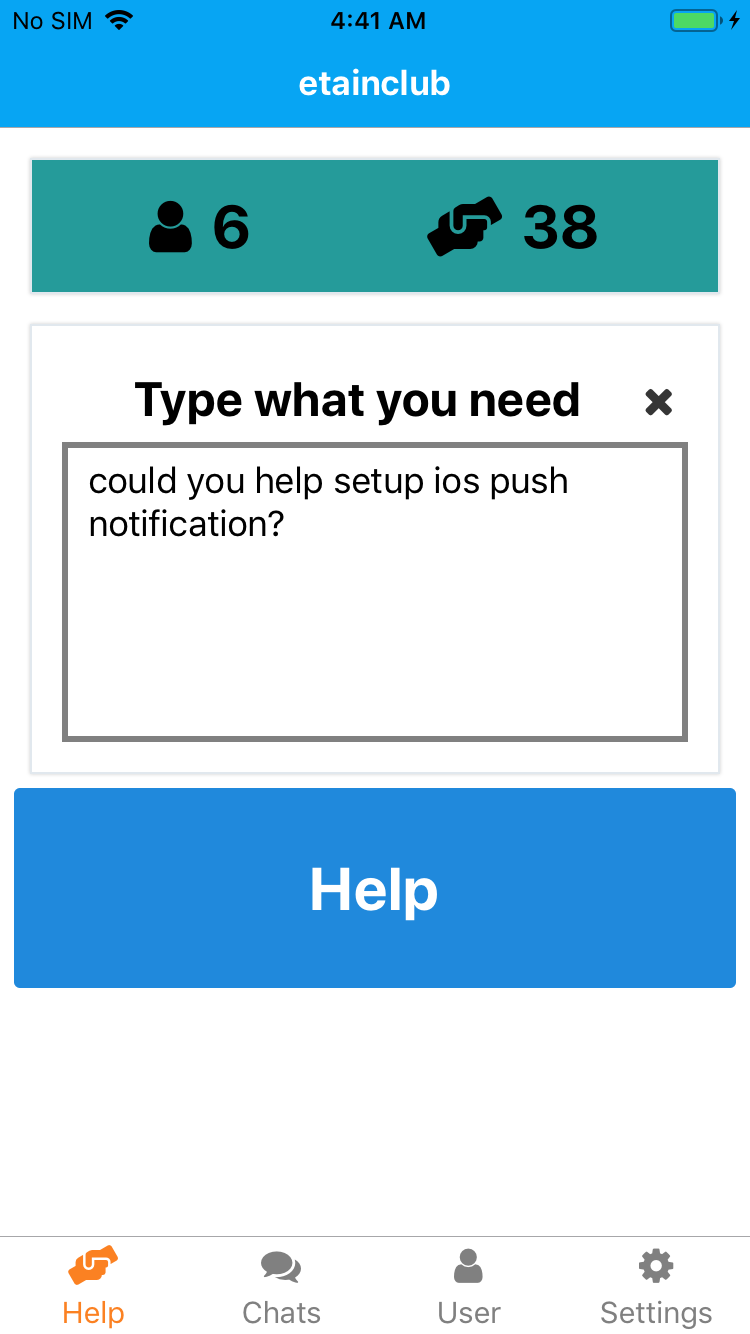 No SIM 4:41 AM
etainclub
6 38
Type what you need
could you help setup ios push
notification?
Help
Help Chats User Settings